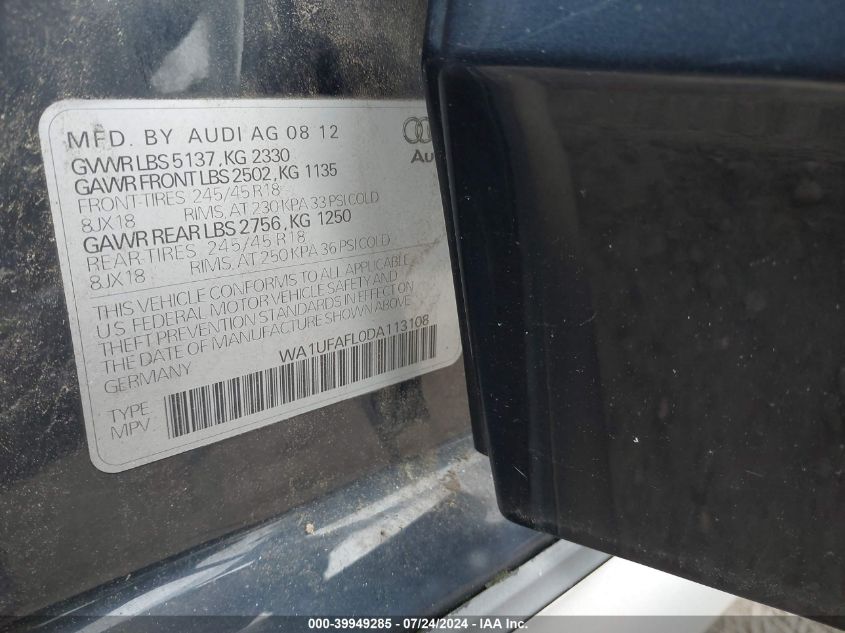 MFD. BY AUDI AG 08 12
GVWR LBS 5137, KG 2330
GAWR FRONT LBS 2502, KG 1135
FRONT-TIRES 245/45 R18
8JX18 RIMS, AT 230 KPA 33 PSI COLD
GAWR REAR LBS 2756, KG 1250
REAR-TIRES 245/45 R18
8JX18 RIMS, AT 250 KPA 36 PSI COLD
THIS VEHICLE CONFORMS TO ALL APPLICABLE
US FEDERAL MOTOR VEHICLE SAFETY AND
THEFT PREVENTION STANDARDS IN EFFECT ON
THE DATE OF MANUFACTURE SHOWN ABOVE.
GERMANY WA1UFAFL0DA113108
TYPE
MPV
Au
000-39949285 - 07/24/2024 - IAA Inc.